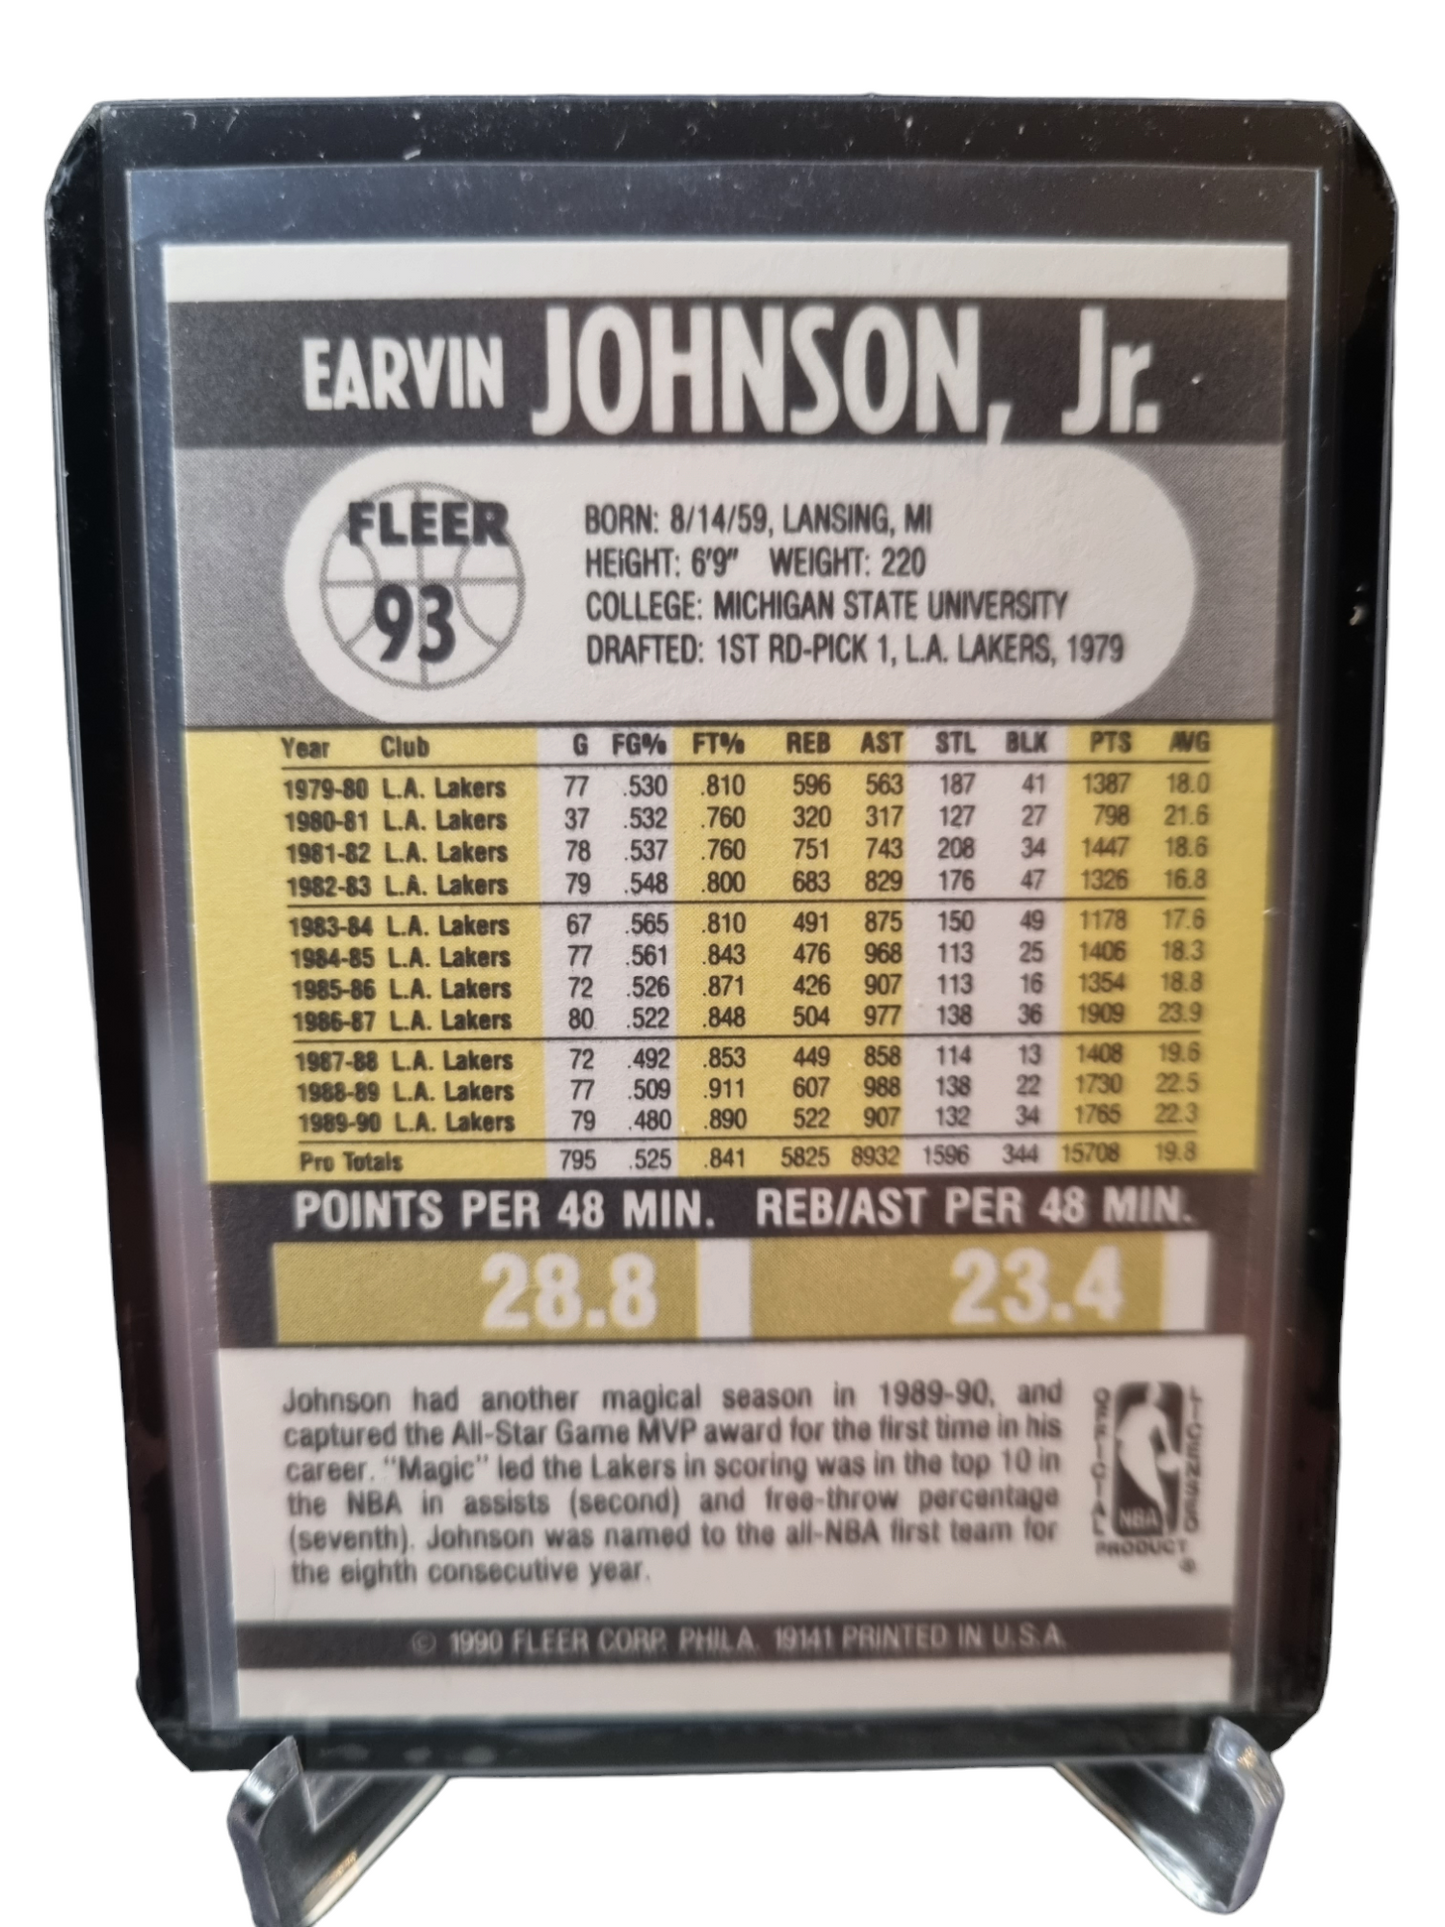 EARVIN JOHNSON, Jr.
FLEER
93
BORN: 8/14/59, LANSING, MI
HEIGHT: 6'9" WEIGHT: 220
COLLEGE: MICHIGAN STATE UNIVERSITY
DRAFTED: 1ST RD-PICK 1, L.A. LAKERS, 1979
Year Club G FG% FT% REB AST STL BLK PTS AVG
1979-80 L.A. Lakers 77 .530 .810 596 563 187 41 1387 18.0
1980-81 L.A. Lakers 37 .532 .760 320 317 127 27 798 21.6
1981-82 L.A. Lakers 78 .537 .760 751 743 208 34 1447 18.6
1982-83 L.A. Lakers 79 .548 .800 683 829 176 47 1326 16.8
1983-84 L.A. Lakers 67 .565 .810 491 875 150 49 1178 17.6
1984-85 L.A. Lakers 77 .561 .843 476 968 113 25 1406 18.3
1985-86 L.A. Lakers 72 .526 .871 426 907 113 16 1354 18.8
1986-87 L.A. Lakers 80 .522 .848 504 977 138 36 1909 23.9
1987-88 L.A. Lakers 72 .492 .853 449 858 114 13 1408 19.6
1988-89 L.A. Lakers 77 .509 .911 607 988 138 22 1730 22.5
1989-90 L.A. Lakers 79 .480 .890 522 907 132 34 1765 22.3
Pro Totals 795 .525 .841 5825 8932 1596 344 15708 19.8
POINTS PER 48 MIN. REB/AST PER 48 MIN.
28.8 23.4
Johnson had another magical season in 1989-90, and
captured the All-Star Game MVP award for the first time in his
career. "Magic" led the Lakers in scoring was in the top 10 in
the NBA in assists (second) and free-throw percentage
(seventh). Johnson was named to the all-NBA first team for
the eighth consecutive year.
OFFICIAL
LICENSED
NBA
PRODUCT
®
© 1990 FLEER CORP. PHILA. 19141 PRINTED IN U.S.A.